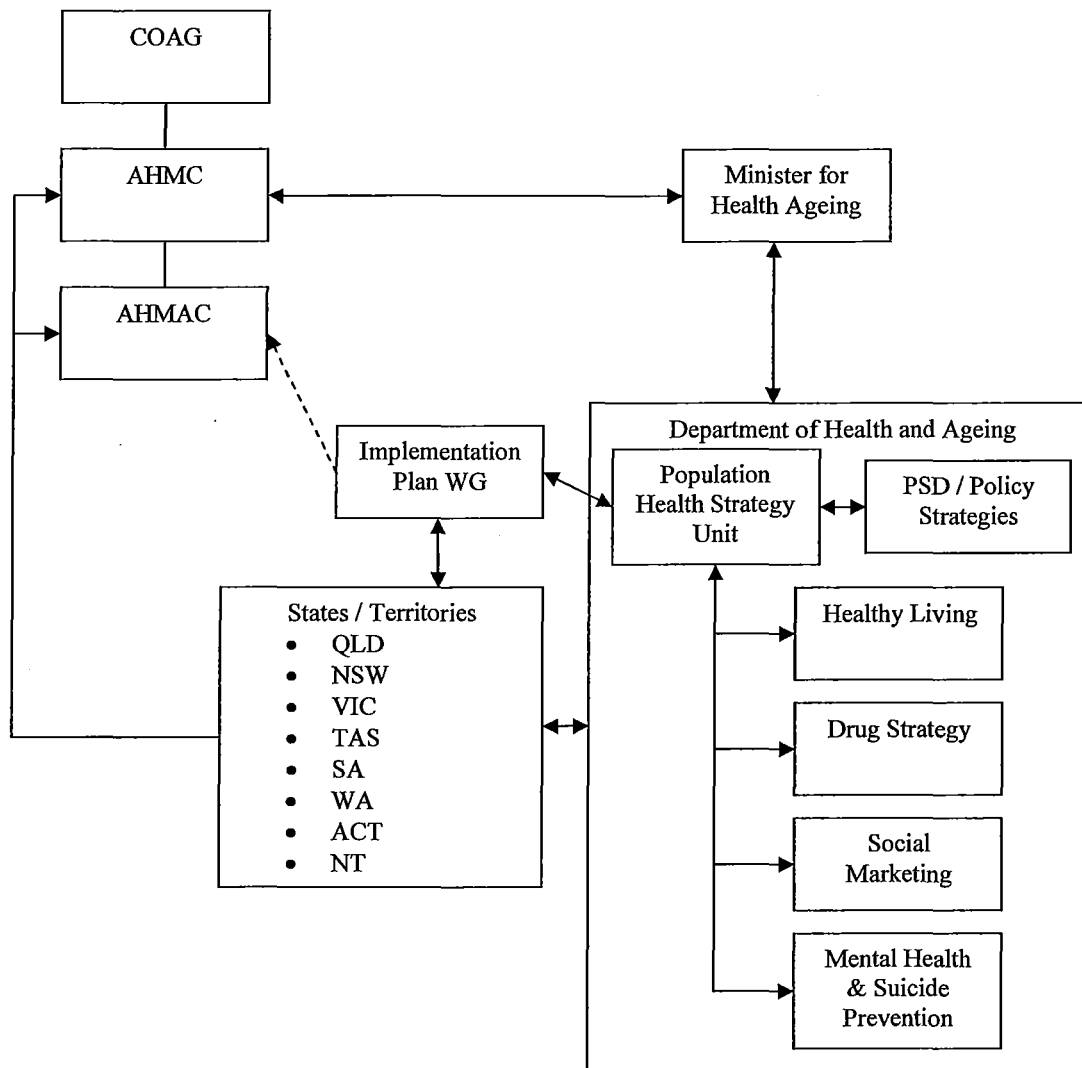 COAG
AHMC
Minister for
Health Ageing
AHMAC
Department of Health and Ageing
Implementation
Plan WG
Population
Health Strategy
Unit
PSD / Policy
Strategies
States / Territories
• QLD
• NSW
• VIC
• TAS
• SA
• WA
• ACT
• NT
Healthy Living
Drug Strategy
Social
Marketing
Mental Health
& Suicide
Prevention